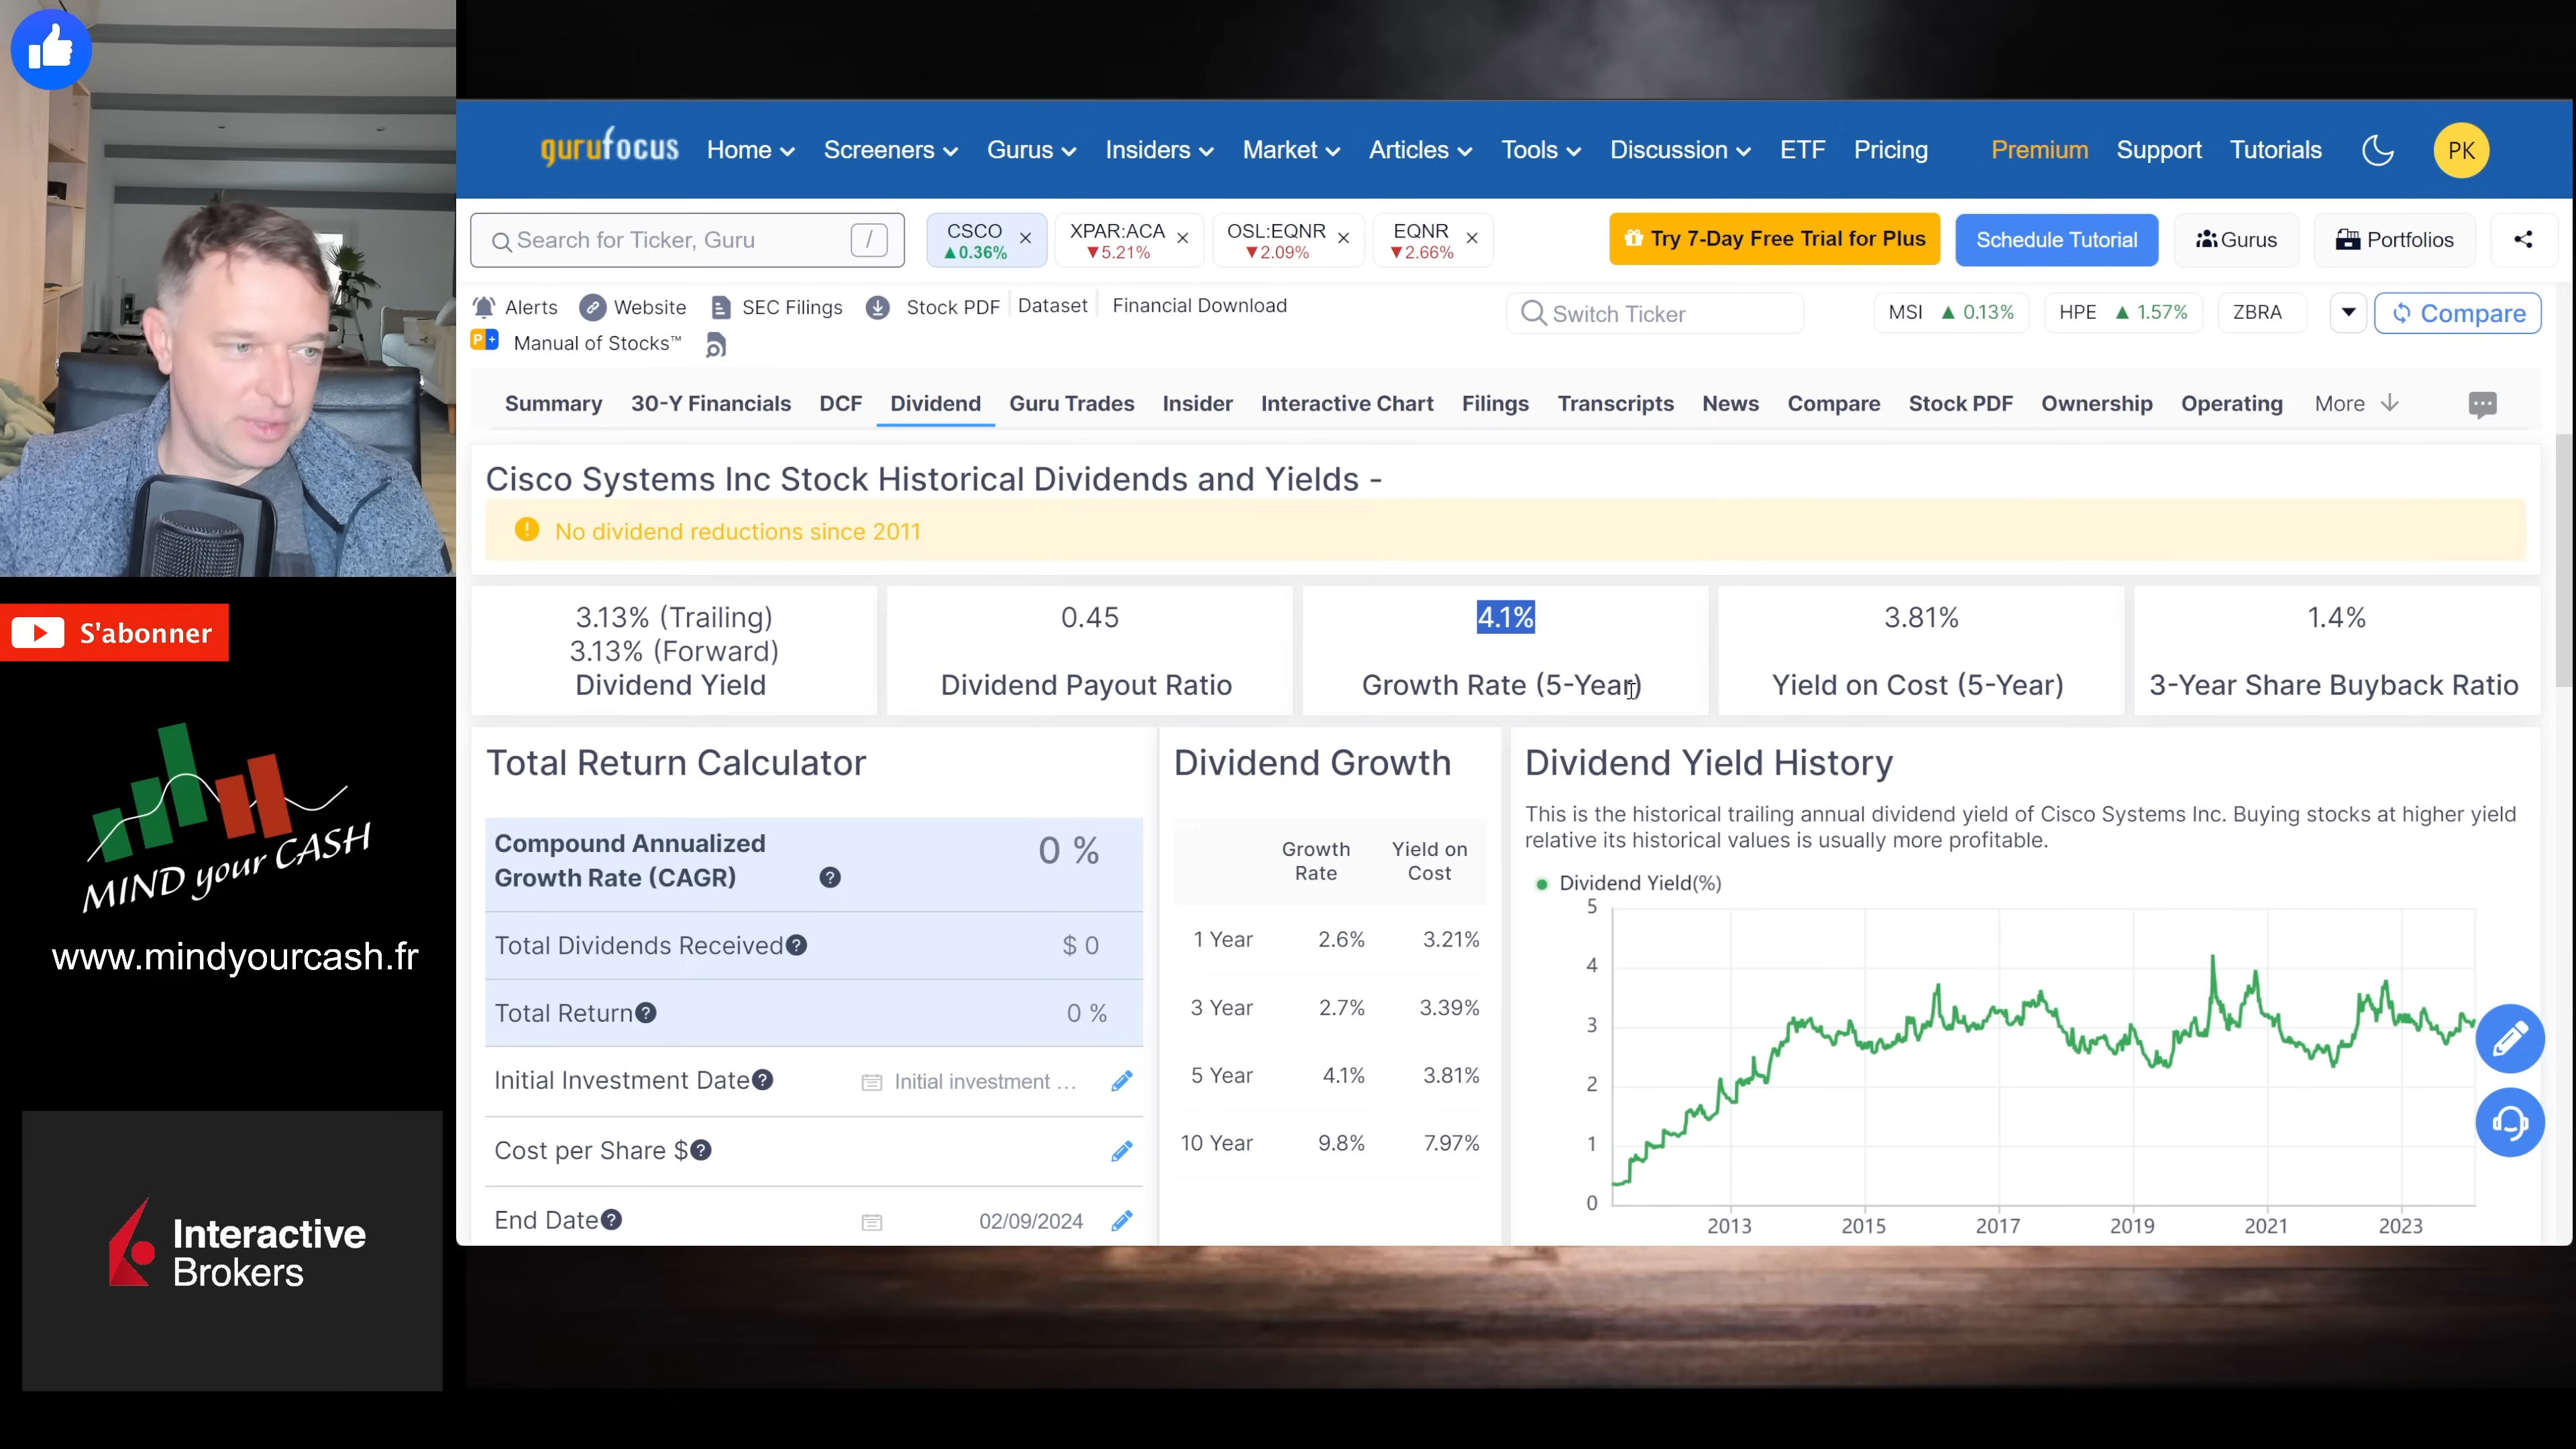 gurufocus
Home Screeners Gurus Insiders Market Articles Tools Discussion ETF Pricing Premium Support Tutorials PK
Search for Ticker, Guru /
CSCO × XPAR:ACA × OSL:EQNR × EQNR ×
▲0.36% ▼5.21% ▼2.09% ▼2.66%
Try 7-Day Free Trial for Plus Schedule Tutorial Gurus Portfolios
Alerts Website SEC Filings Stock PDF Dataset Financial Download
Switch Ticker MSI ▲ 0.13% HPE ▲ 1.57% ZBRA Compare
P + Manual of Stocks™
Summary 30-Y Financials DCF Dividend Guru Trades Insider Interactive Chart Filings Transcripts News Compare Stock PDF Ownership Operating More
Cisco Systems Inc Stock Historical Dividends and Yields -
No dividend reductions since 2011
3.13% (Trailing)
3.13% (Forward)
Dividend Yield
0.45
Dividend Payout Ratio
4.1%
Growth Rate (5-Year)
3.81%
Yield on Cost (5-Year)
1.4%
3-Year Share Buyback Ratio
Total Return Calculator
Compound Annualized
Growth Rate (CAGR) ? 0 %
Total Dividends Received ? $ 0
Total Return ? 0 %
Initial Investment Date ? Initial investment ...
Cost per Share $ ?
End Date ? 02/09/2024
Dividend Growth
Growth Yield on
Rate Cost
1 Year 2.6% 3.21%
3 Year 2.7% 3.39%
5 Year 4.1% 3.81%
10 Year 9.8% 7.97%
Dividend Yield History
This is the historical trailing annual dividend yield of Cisco Systems Inc. Buying stocks at higher yield
relative its historical values is usually more profitable.
Dividend Yield(%)
5
4
3
2
1
0
2013 2015 2017 2019 2021 2023
S'abonner
MIND your CASH
www.mindyourcash.fr
Interactive
Brokers